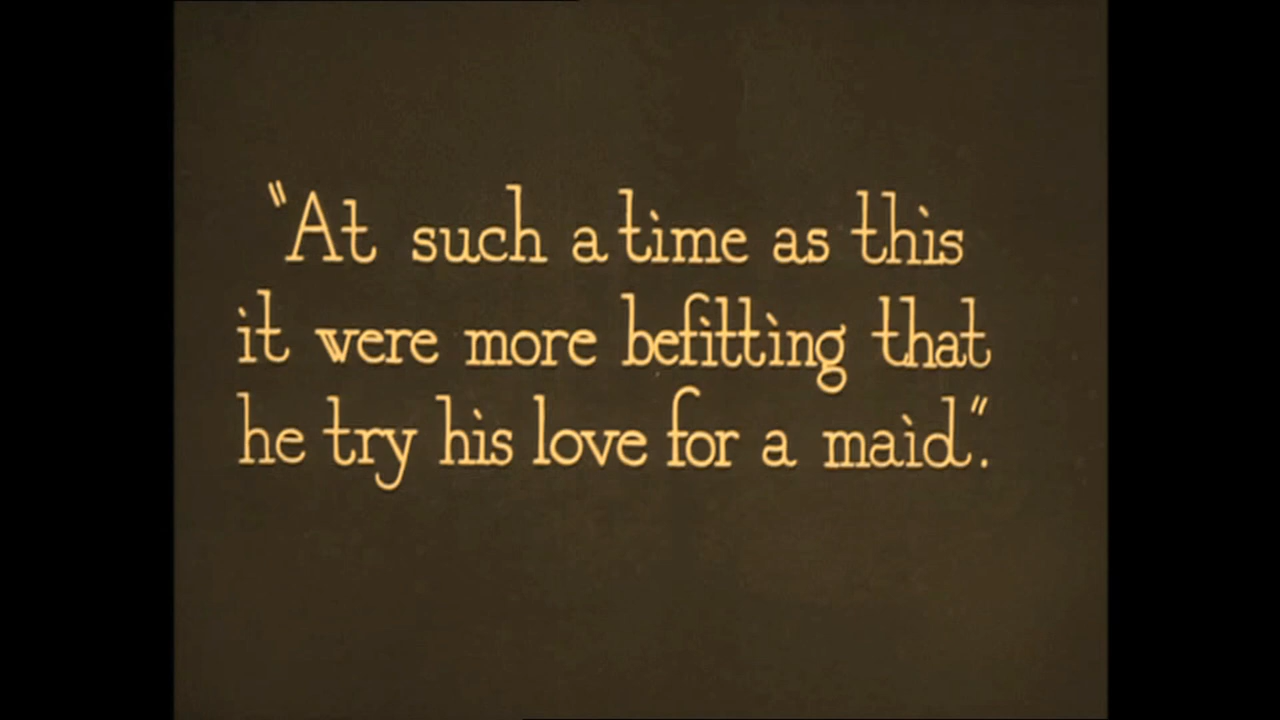 "At such a time as this
it were more befitting that
he try his love for a maid".